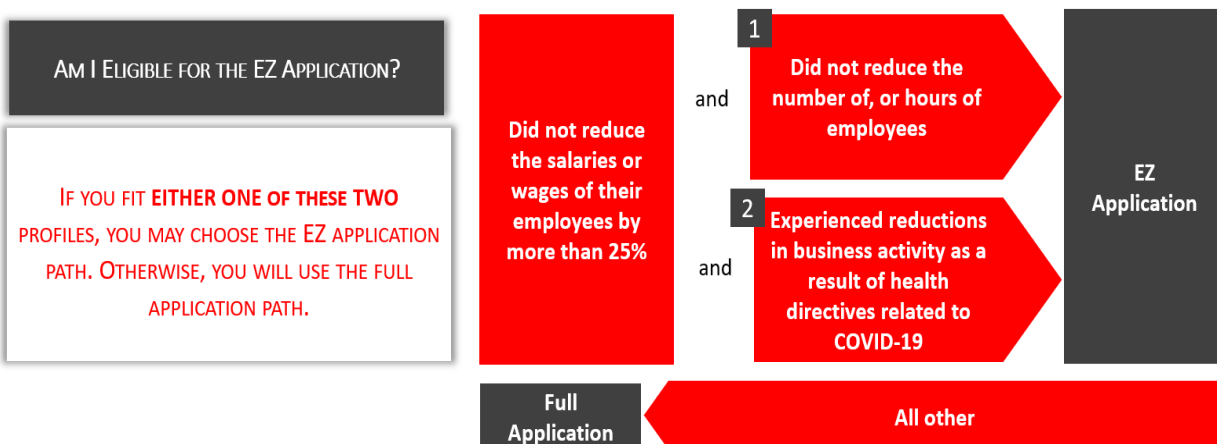 AM I ELIGIBLE FOR THE EZ APPLICATION?
IF YOU FIT EITHER ONE OF THESE TWO
PROFILES, YOU MAY CHOOSE THE EZ APPLICATION
PATH. OTHERWISE, YOU WILL USE THE FULL
APPLICATION PATH.
Did not reduce
the salaries or
wages of their
employees by
more than 25%
and
1
Did not reduce the
number of, or hours of
employees
and
2
Experienced reductions
in business activity as a
result of health
directives related to
COVID-19
EZ
Application
Full
Application
All other